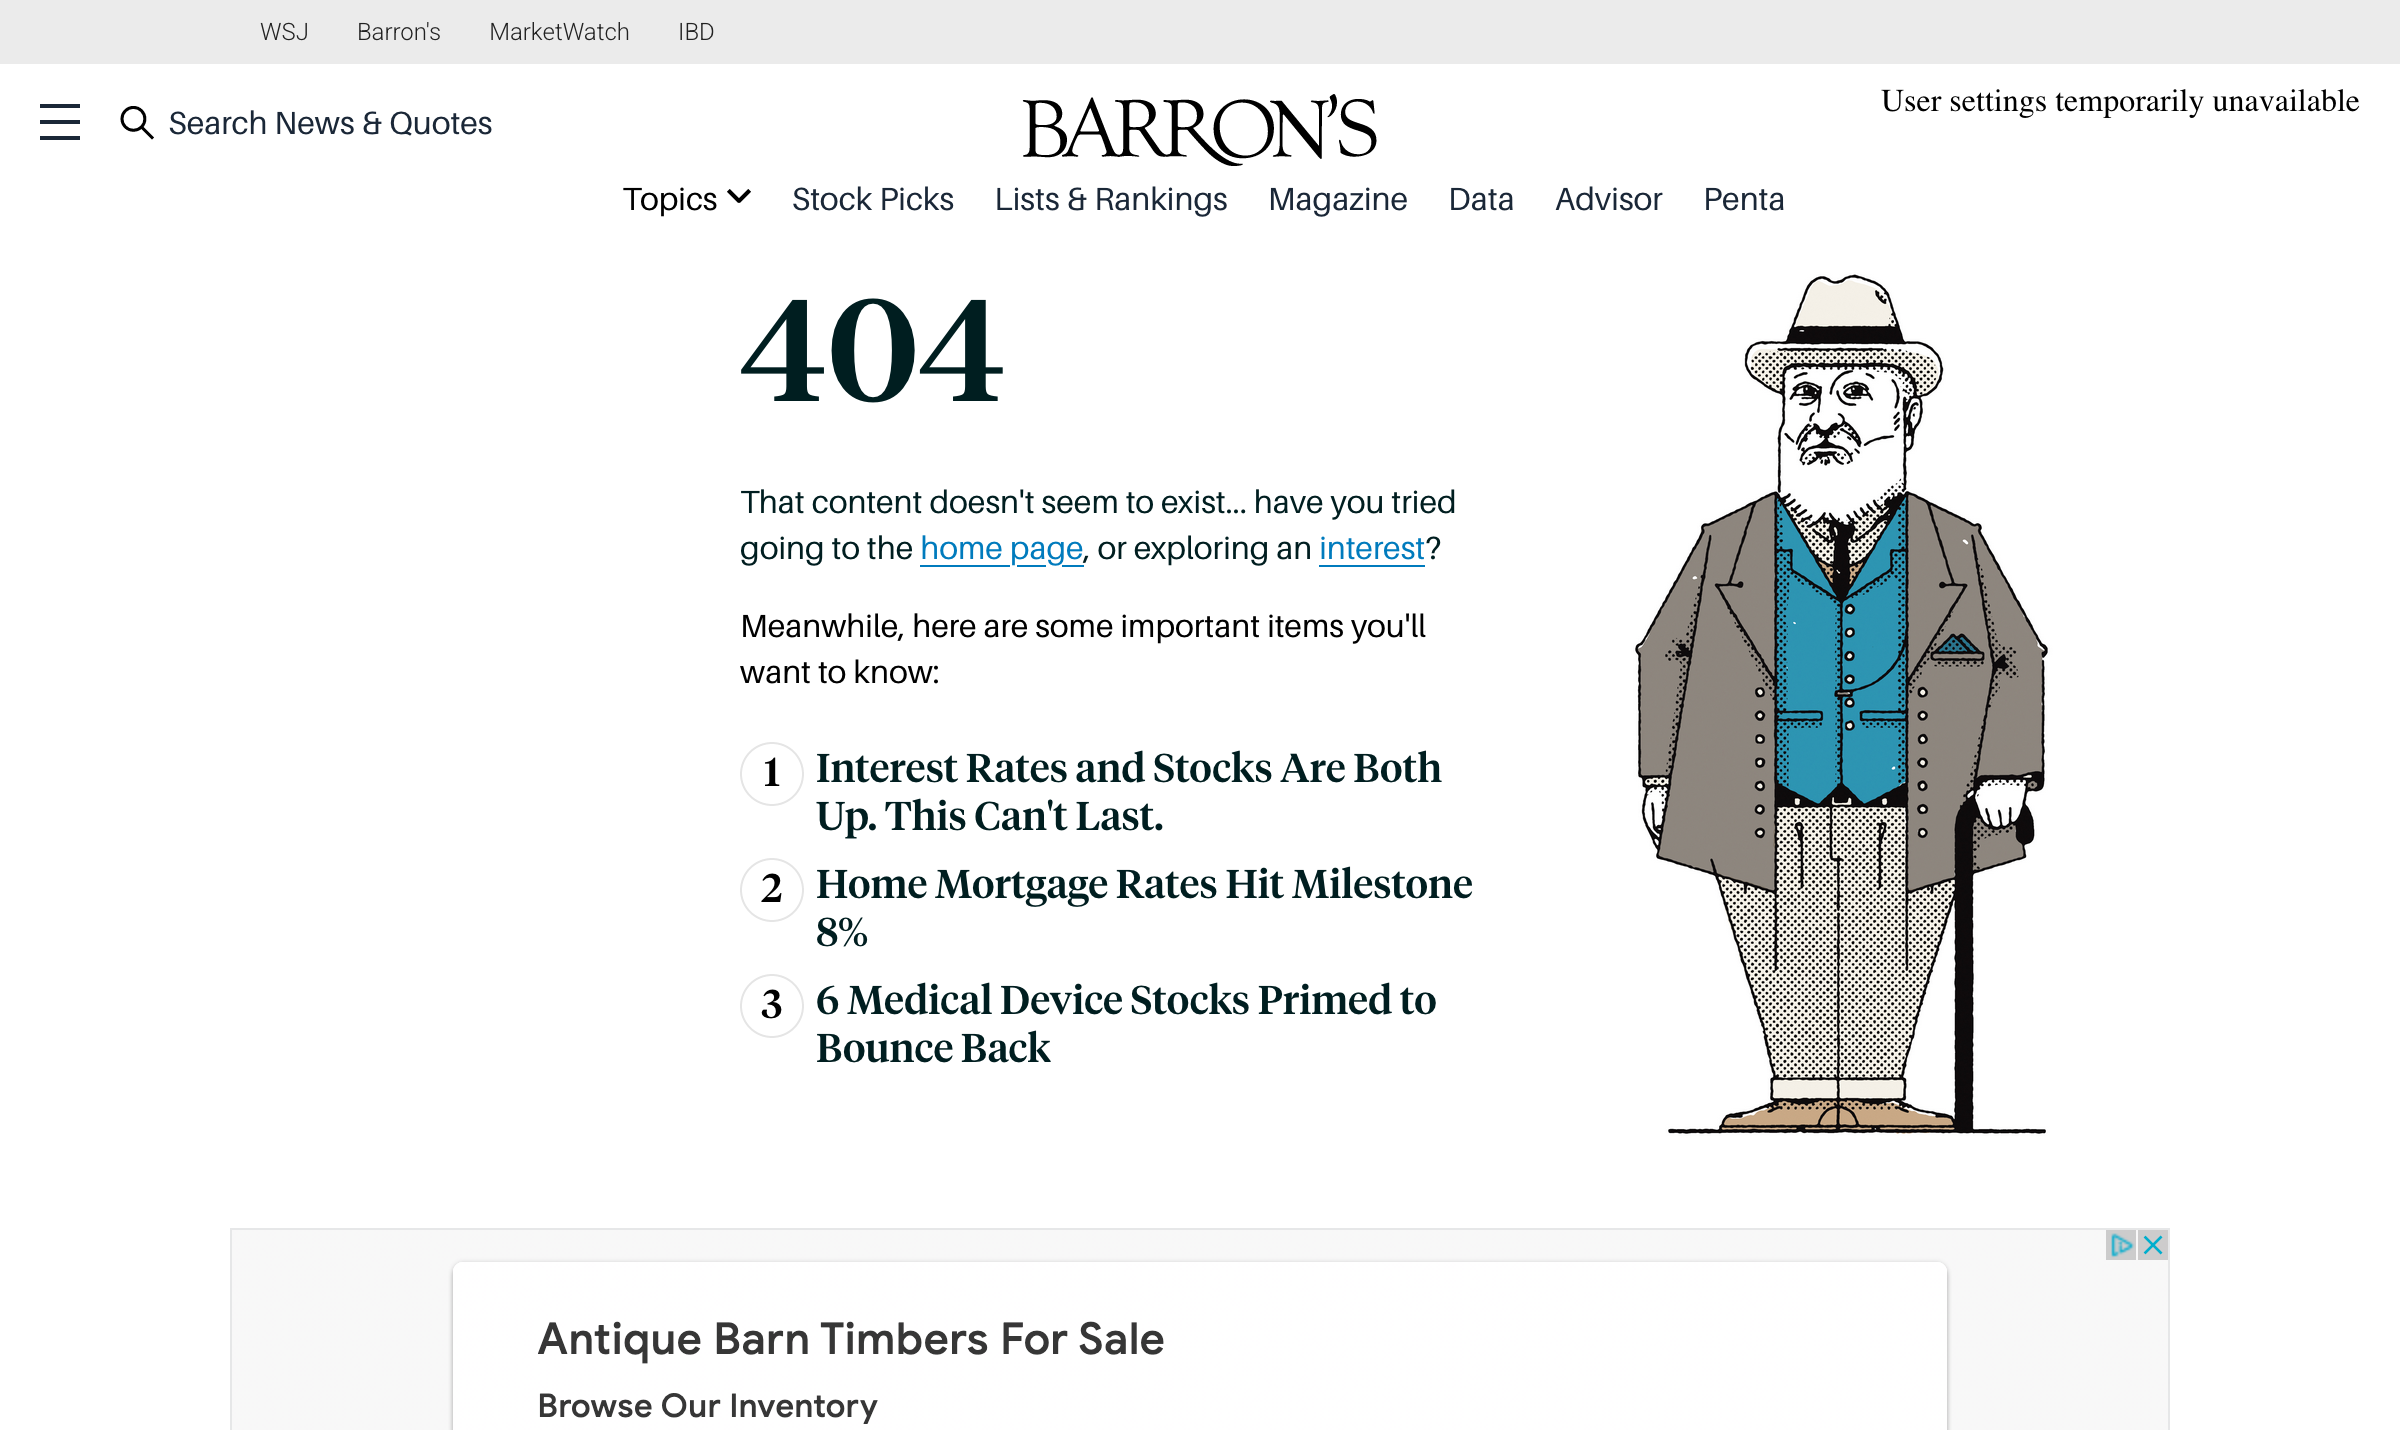 WSJ Barron's MarketWatch IBD
Search News & Quotes
BARRON'S
User settings temporarily unavailable
Topics Stock Picks Lists & Rankings Magazine Data Advisor Penta
404
That content doesn't seem to exist... have you tried
going to the home page, or exploring an interest?
Meanwhile, here are some important items you'll
want to know:
1 Interest Rates and Stocks Are Both
Up. This Can't Last.
2 Home Mortgage Rates Hit Milestone
8%
3 6 Medical Device Stocks Primed to
Bounce Back
Antique Barn Timbers For Sale
Browse Our Inventory